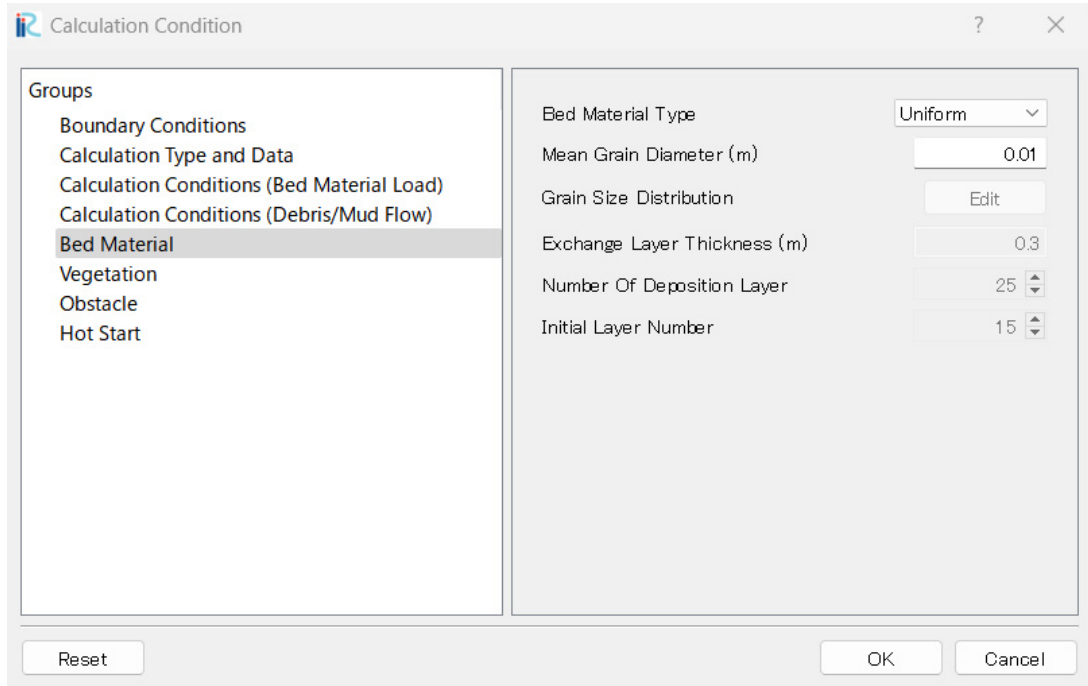 iRC Calculation Condition ? ×
Groups
Boundary Conditions
Calculation Type and Data
Calculation Conditions (Bed Material Load)
Calculation Conditions (Debris/Mud Flow)
Bed Material
Vegetation
Obstacle
Hot Start
Bed Material Type Uniform
Mean Grain Diameter (m) 0.01
Grain Size Distribution Edit
Exchange Layer Thickness (m) 0.3
Number Of Deposition Layer 25
Initial Layer Number 15
Reset OK Cancel